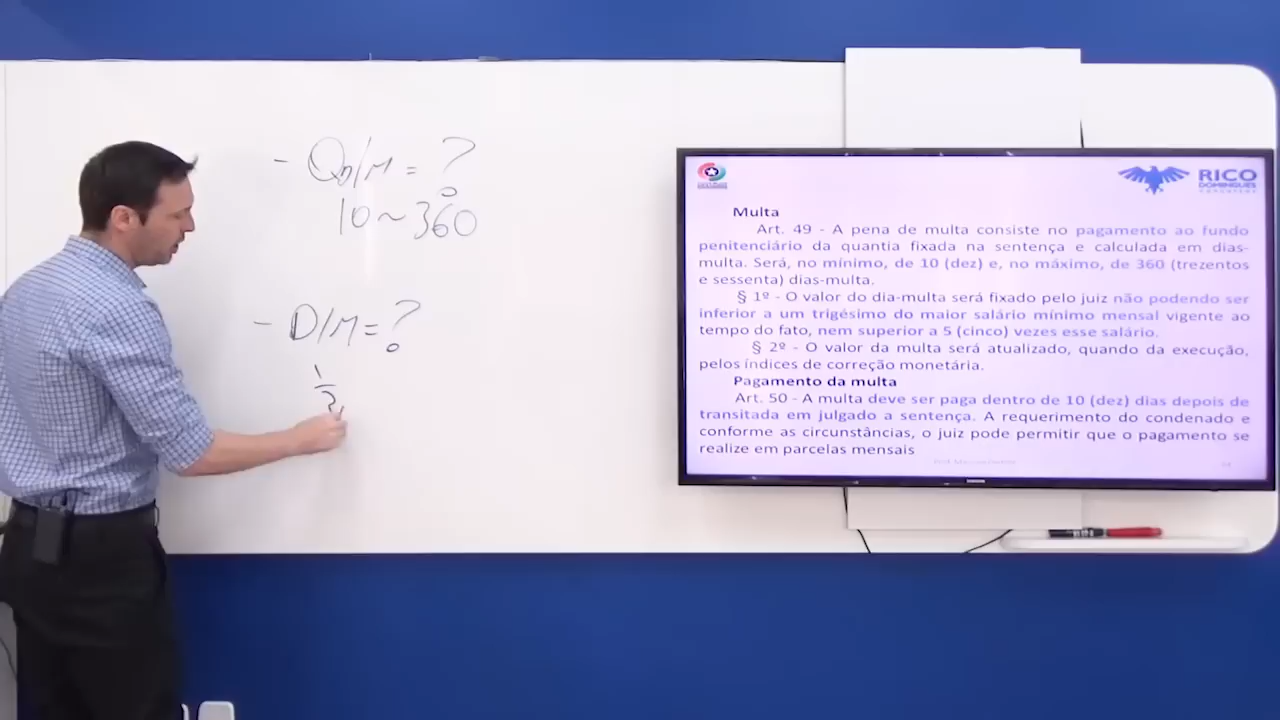 - QD/M = ?
10 ~ 360
- D/M = ?
1
3
RICO
DOMINGUES
Multa
Art. 49 - A pena de multa consiste no pagamento ao fundo
penitenciário da quantia fixada na sentença e calculada em dias-
multa. Será, no mínimo, de 10 (dez) e, no máximo, de 360 (trezentos
e sessenta) dias-multa.
§ 1º - O valor do dia-multa será fixado pelo juiz não podendo ser
inferior a um trigésimo do maior salário mínimo mensal vigente ao
tempo do fato, nem superior a 5 (cinco) vezes esse salário.
§ 2º - O valor da multa será atualizado, quando da execução,
pelos índices de correção monetária.
Pagamento da multa
Art. 50 - A multa deve ser paga dentro de 10 (dez) dias depois de
transitada em julgado a sentença. A requerimento do condenado e
conforme as circunstâncias, o juiz pode permitir que o pagamento se
realize em parcelas mensais